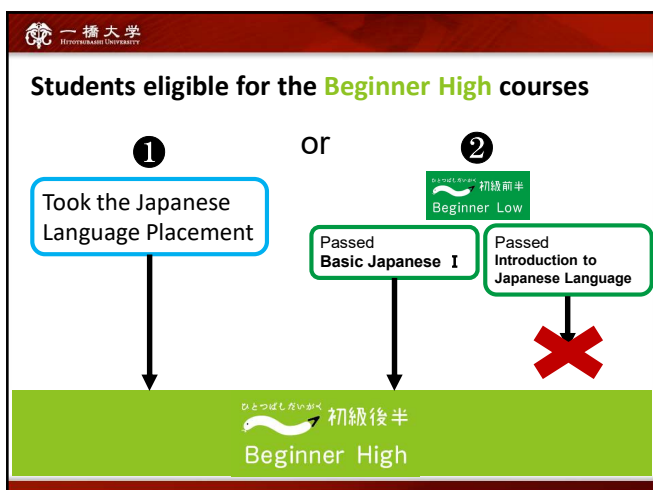 一橋大学
HITOTSUBASHI UNIVERSITY
Students eligible for the Beginner High courses
❶
or
❷
Took the Japanese
Language Placement
ひとつばしだいがく
初級前半
Beginner Low
Passed
Basic Japanese Ⅰ
Passed
Introduction to
Japanese Language
ひとつばしだいがく
初級後半
Beginner High